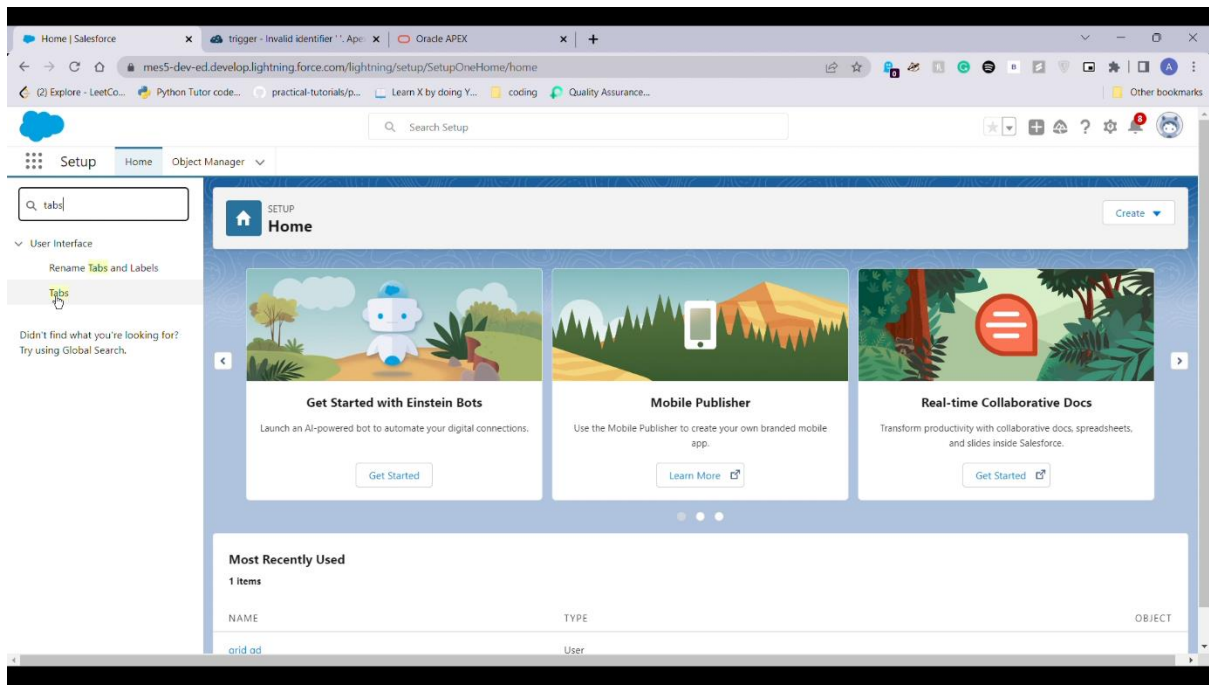 Home | Salesforce
trigger - Invalid identifier ' '. Ape
Oracle APEX
mes5-dev-ed.develop.lightning.force.com/lightning/setup/SetupOneHome/home
0
A
(2) Explore - LeetCo...
Python Tutor code...
practical-tutorials/p...
Learn X by doing Y...
coding
Quality Assurance...
Other bookmarks
Search Setup
8
Setup
Home
Object Manager
tabs
User Interface
Rename Tabs and Labels
Tabs
Didn't find what you're looking for?
Try using Global Search.
SETUP
Home
Create
Get Started with Einstein Bots
Launch an AI-powered bot to automate your digital connections.
Get Started
Mobile Publisher
Use the Mobile Publisher to create your own branded mobile
app.
Learn More
Real-time Collaborative Docs
Transform productivity with collaborative docs, spreadsheets,
and slides inside Salesforce.
Get Started
Most Recently Used
1 items
NAME
TYPE
OBJECT
arid ad
User